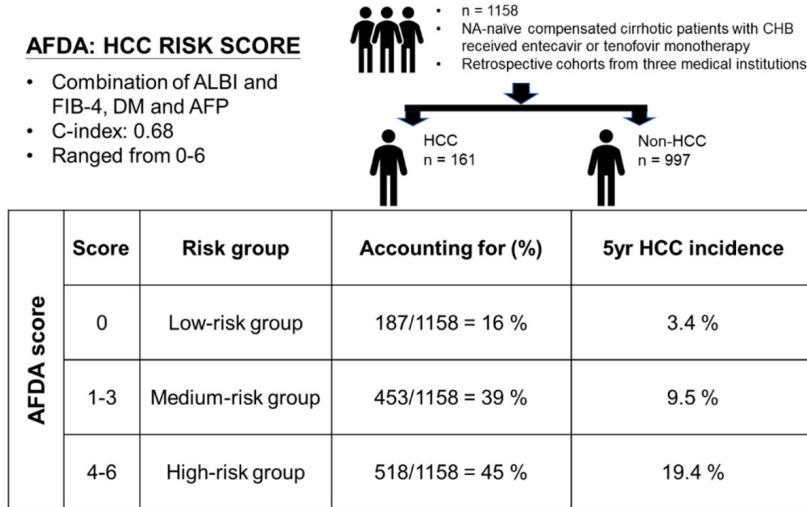 AFDA: HCC RISK SCORE
• Combination of ALBI and
FIB-4, DM and AFP
• C-index: 0.68
• Ranged from 0-6
• n = 1158
• NA-naïve compensated cirrhotic patients with CHB
received entecavir or tenofovir monotherapy
• Retrospective cohorts from three medical institutions
HCC
n = 161
Non-HCC
n = 997
AFDA score
Score Risk group Accounting for (%) 5yr HCC incidence
0 Low-risk group 187/1158 = 16 % 3.4 %
1-3 Medium-risk group 453/1158 = 39 % 9.5 %
4-6 High-risk group 518/1158 = 45 % 19.4 %